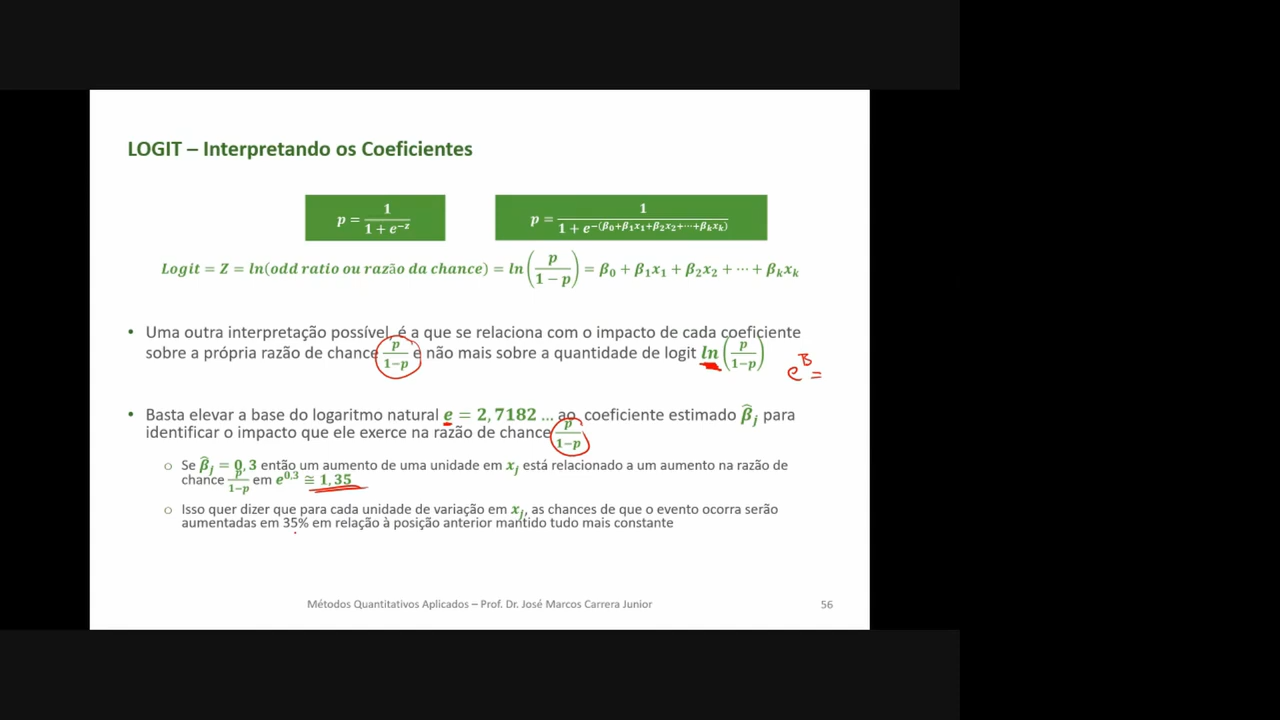 LOGIT – Interpretando os Coeficientes
p = 1 / (1 + e^{-z})
p = 1 / (1 + e^{-(β₀+β₁x₁+β₂x₂+⋯+βₖxₖ)})
Logit = Z = ln(odd ratio ou razão da chance) = ln(p / (1 − p)) = β₀ + β₁x₁ + β₂x₂ + ⋯ + βₖxₖ
• Uma outra interpretação possível, é a que se relaciona com o impacto de cada coeficiente
sobre a própria razão de chance p/(1−p) e não mais sobre a quantidade de logit ln(p/(1−p))
e^B =
• Basta elevar a base do logaritmo natural e = 2,7182 ... ao coeficiente estimado β̂ⱼ para
identificar o impacto que ele exerce na razão de chance p/(1−p)
○ Se β̂ⱼ = 0,3 então um aumento de uma unidade em xⱼ está relacionado a um aumento na razão de
chance p/(1−p) em e^{0,3} ≅ 1,35
○ Isso quer dizer que para cada unidade de variação em xⱼ, as chances de que o evento ocorra serão
aumentadas em 35% em relação à posição anterior mantido tudo mais constante
Métodos Quantitativos Aplicados – Prof. Dr. José Marcos Carrera Junior
56